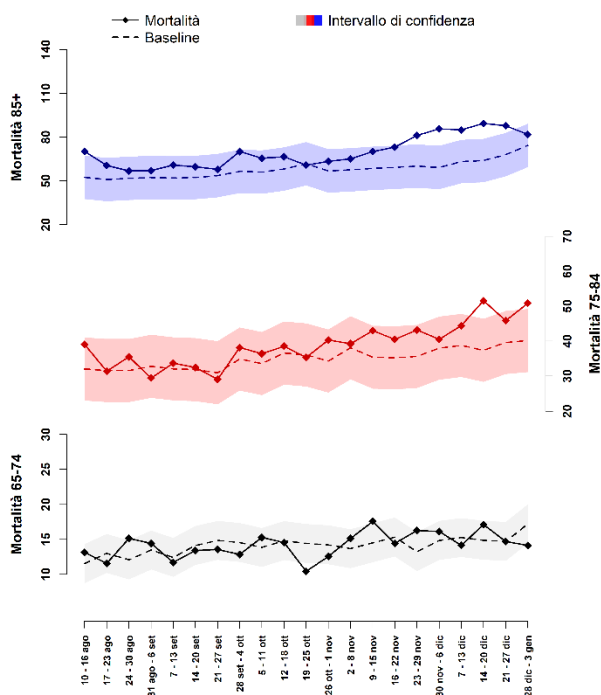 Mortalità
Intervallo di confidenza
Baseline
Mortalità 85+
140
80
50
20
Mortalità 75-84
70
60
50
40
30
20
Mortalità 65-74
30
25
20
15
10
10 - 16 ago
17 - 23 ago
24 - 30 ago
31 ago - 6 set
7 - 13 set
14 - 20 set
21 - 27 set
28 set - 4 ott
5 - 11 ott
12 - 18 ott
19 - 25 ott
26 ott - 1 nov
2 - 8 nov
9 - 15 nov
16 - 22 nov
23 - 29 nov
30 nov - 6 dic
7 - 13 dic
14 - 20 dic
21 - 27 dic
28 dic - 3 gen